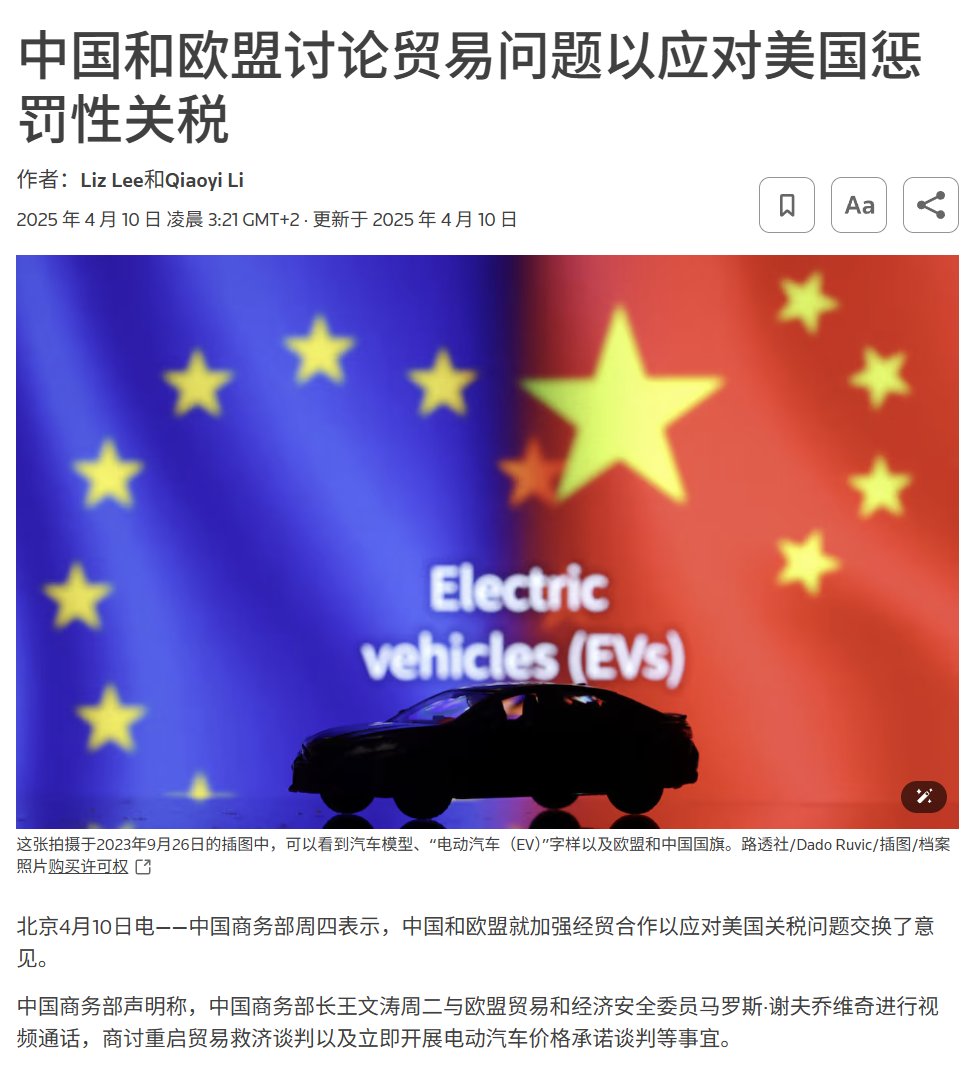 中国和欧盟讨论贸易问题以应对美国惩
罚性关税
作者：Liz Lee和Qiaoyi Li
2025 年 4 月 10 日 凌晨 3:21 GMT+2 · 更新于 2025 年 4 月 10 日
Aa
Electric
vehicles (EVs)
这张拍摄于2023年9月26日的插图中，可以看到汽车模型、“电动汽车（EV）”字样以及欧盟和中国国旗。路透社/Dado Ruvic/插图/档案
照片购买许可权
北京4月10日电——中国商务部周四表示，中国和欧盟就加强经贸合作以应对美国关税问题交换了意
见。
中国商务部声明称，中国商务部长王文涛周二与欧盟贸易和经济安全委员马罗斯·谢夫乔维奇进行视
频通话，商讨重启贸易救济谈判以及立即开展电动汽车价格承诺谈判等事宜。